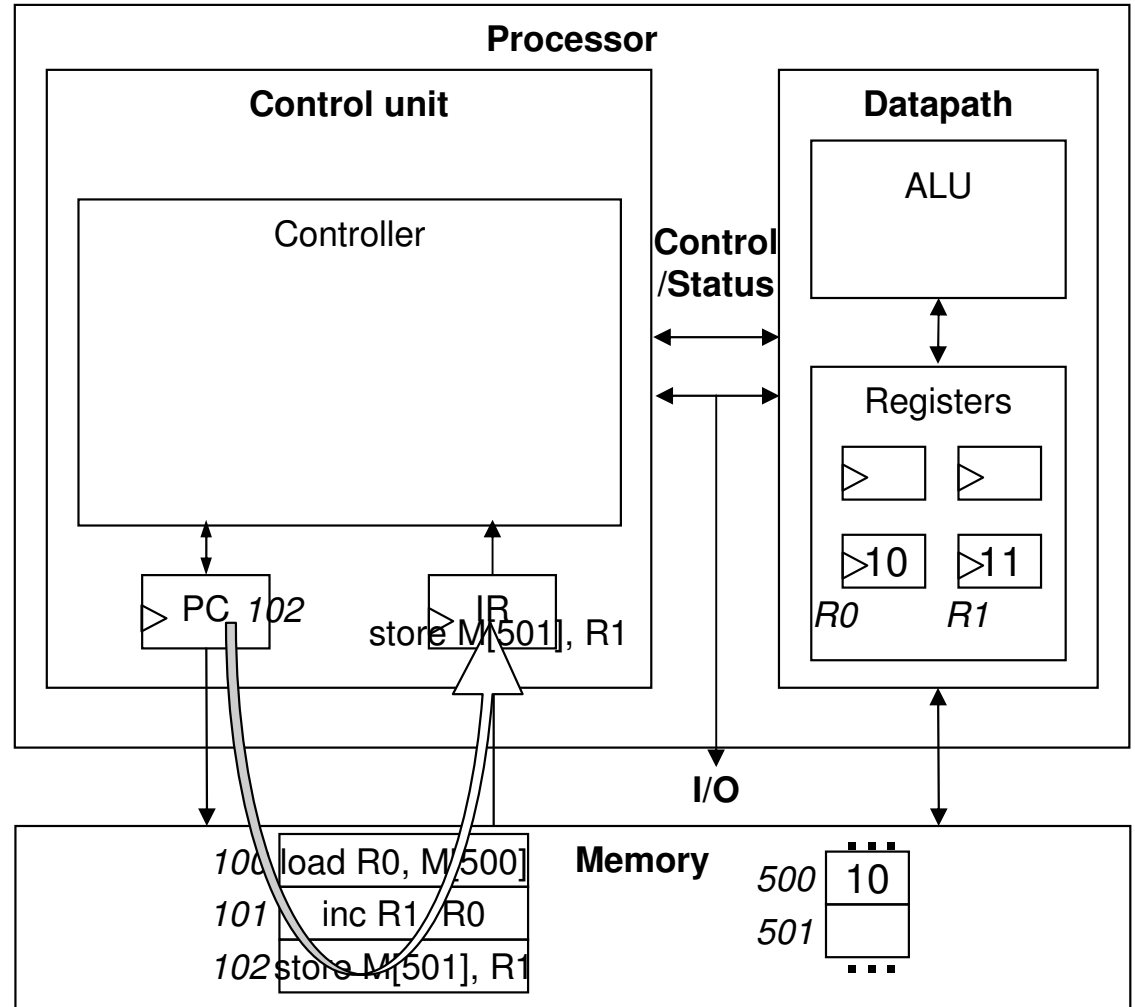 Processor
Control unit
Datapath
ALU
Controller
Control
/Status
Registers
10 11
R0 R1
PC 102
IR
store M[501], R1
I/O
Memory
100 load R0, M[500]
101 inc R1, R0
102 store M[501], R1
...
500 10
501
...